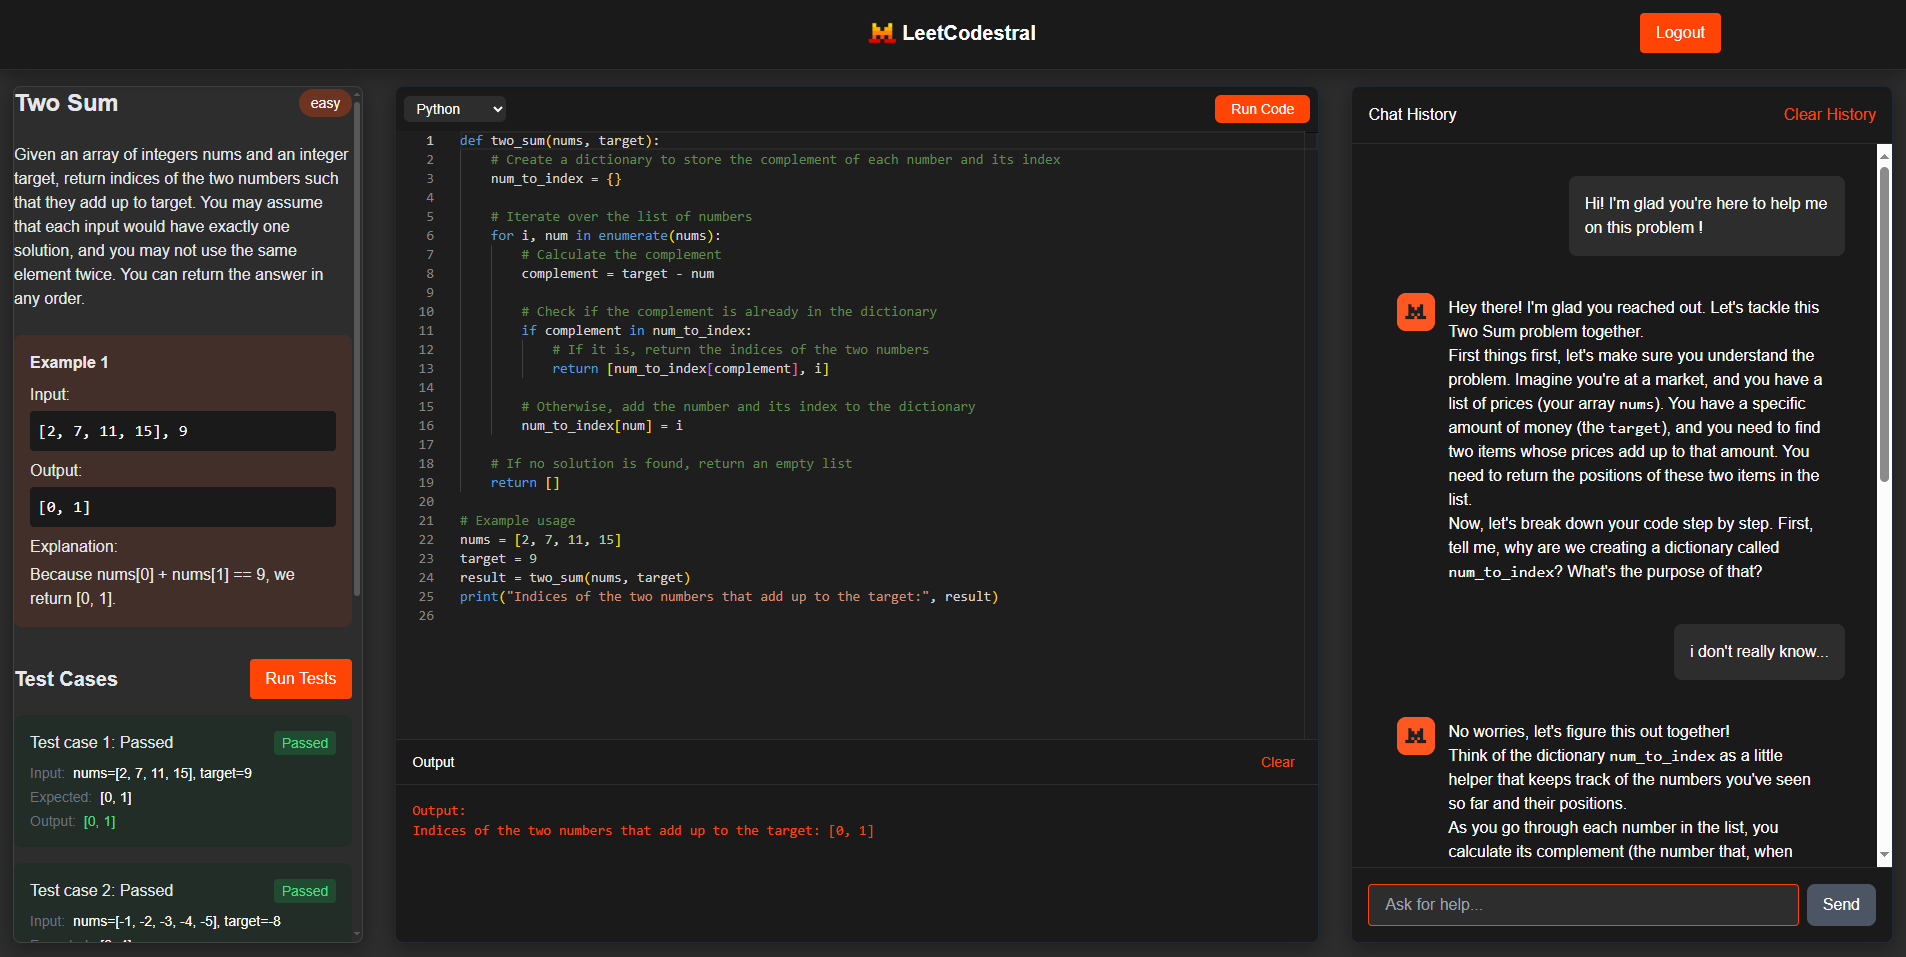 LeetCodestral
Logout
Two Sum
easy
Given an array of integers nums and an integer
target, return indices of the two numbers such
that they add up to target. You may assume
that each input would have exactly one
solution, and you may not use the same
element twice. You can return the answer in
any order.
Example 1
Input:
[2, 7, 11, 15], 9
Output:
[0, 1]
Explanation:
Because nums[0] + nums[1] == 9, we
return [0, 1].
Test Cases
Run Tests
Test case 1: Passed
Passed
Input: nums=[2, 7, 11, 15], target=9
Expected: [0, 1]
Output: [0, 1]
Test case 2: Passed
Passed
Input: nums=[-1, -2, -3, -4, -5], target=-8
Python
Run Code
1 def two_sum(nums, target):
2 # Create a dictionary to store the complement of each number and its index
3 num_to_index = {}
4
5 # Iterate over the list of numbers
6 for i, num in enumerate(nums):
7 # Calculate the complement
8 complement = target - num
9
10 # Check if the complement is already in the dictionary
11 if complement in num_to_index:
12 # If it is, return the indices of the two numbers
13 return [num_to_index[complement], i]
14
15 # Otherwise, add the number and its index to the dictionary
16 num_to_index[num] = i
17
18 # If no solution is found, return an empty list
19 return []
20
21 # Example usage
22 nums = [2, 7, 11, 15]
23 target = 9
24 result = two_sum(nums, target)
25 print("Indices of the two numbers that add up to the target:", result)
26
Output
Clear
Output:
Indices of the two numbers that add up to the target: [0, 1]
Chat History
Clear History
Hi! I'm glad you're here to help me
on this problem !
Hey there! I'm glad you reached out. Let's tackle this
Two Sum problem together.
First things first, let's make sure you understand the
problem. Imagine you're at a market, and you have a
list of prices (your array nums). You have a specific
amount of money (the target), and you need to find
two items whose prices add up to that amount. You
need to return the positions of these two items in the
list.
Now, let's break down your code step by step. First,
tell me, why are we creating a dictionary called
num_to_index? What's the purpose of that?
i don't really know...
No worries, let's figure this out together!
Think of the dictionary num_to_index as a little
helper that keeps track of the numbers you've seen
so far and their positions.
As you go through each number in the list, you
calculate its complement (the number that, when
Ask for help...
Send